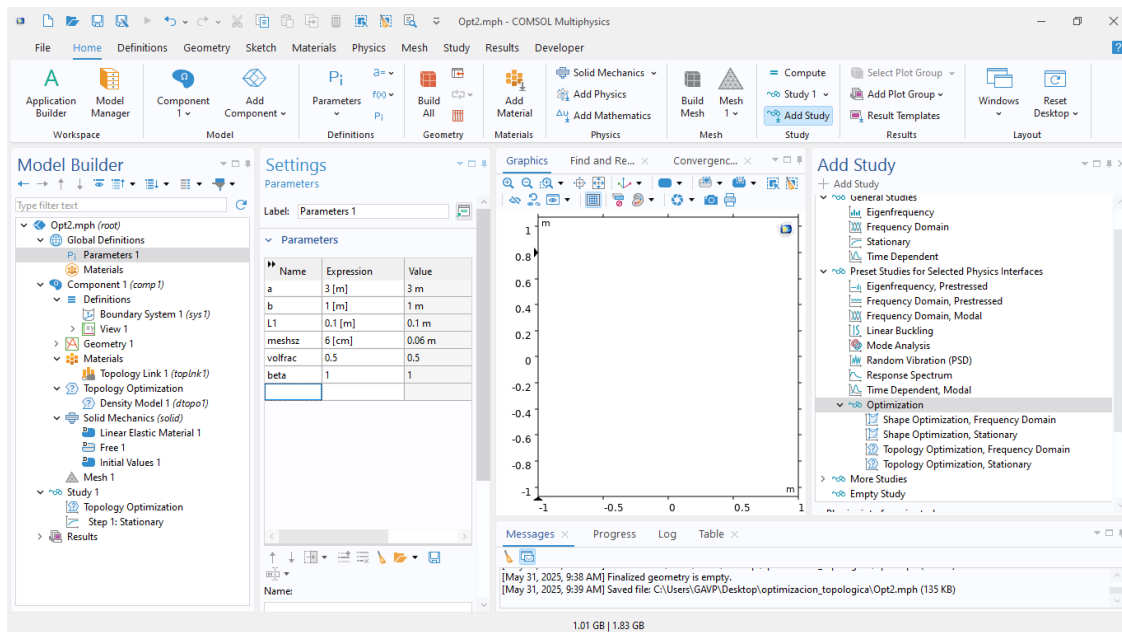 Opt2.mph - COMSOL Multiphysics
File Home Definitions Geometry Sketch Materials Physics Mesh Study Results Developer
Application Builder
Model Manager
Workspace
Component 1
Add Component
Model
Parameters
a=
f(x)
Pi
Definitions
Build All
Geometry
Add Material
Materials
Solid Mechanics
Add Physics
Add Mathematics
Physics
Build Mesh
Mesh 1
Mesh
= Compute
Study 1
Add Study
Study
Select Plot Group
Add Plot Group
Result Templates
Results
Windows
Reset Desktop
Layout
Model Builder
Type filter text
Opt2.mph (root)
Global Definitions
Pi Parameters 1
Materials
Component 1 (comp1)
Definitions
Boundary System 1 (sys1)
View 1
Geometry 1
Materials
Topology Link 1 (toplnk1)
Topology Optimization
Density Model 1 (dtopo1)
Solid Mechanics (solid)
Linear Elastic Material 1
Free 1
Initial Values 1
Mesh 1
Study 1
Topology Optimization
Step 1: Stationary
Results
Settings
Parameters
Label: Parameters 1
Parameters
Name Expression Value
a 3 [m] 3 m
b 1 [m] 1 m
L1 0.1 [m] 0.1 m
meshsz 6 [cm] 0.06 m
volfrac 0.5 0.5
beta 1 1
Name:
Graphics Find and Re... Convergenc...
m
1
0.8
0.6
0.4
0.2
0
-0.2
-0.4
-0.6
-0.8
-1
m
-1 -0.5 0 0.5 1
Messages Progress Log Table
[May 31, 2025, 9:38 AM] Finalized geometry is empty.
[May 31, 2025, 9:39 AM] Saved file: C:\Users\GAVP\Desktop\optimizacion_topologica\Opt2.mph (135 KB)
Add Study
Add Study
General Studies
Eigenfrequency
Frequency Domain
Stationary
Time Dependent
Preset Studies for Selected Physics Interfaces
Eigenfrequency, Prestressed
Frequency Domain, Prestressed
Frequency Domain, Modal
Linear Buckling
Mode Analysis
Random Vibration (PSD)
Response Spectrum
Time Dependent, Modal
Optimization
Shape Optimization, Frequency Domain
Shape Optimization, Stationary
Topology Optimization, Frequency Domain
Topology Optimization, Stationary
More Studies
Empty Study
1.01 GB | 1.83 GB